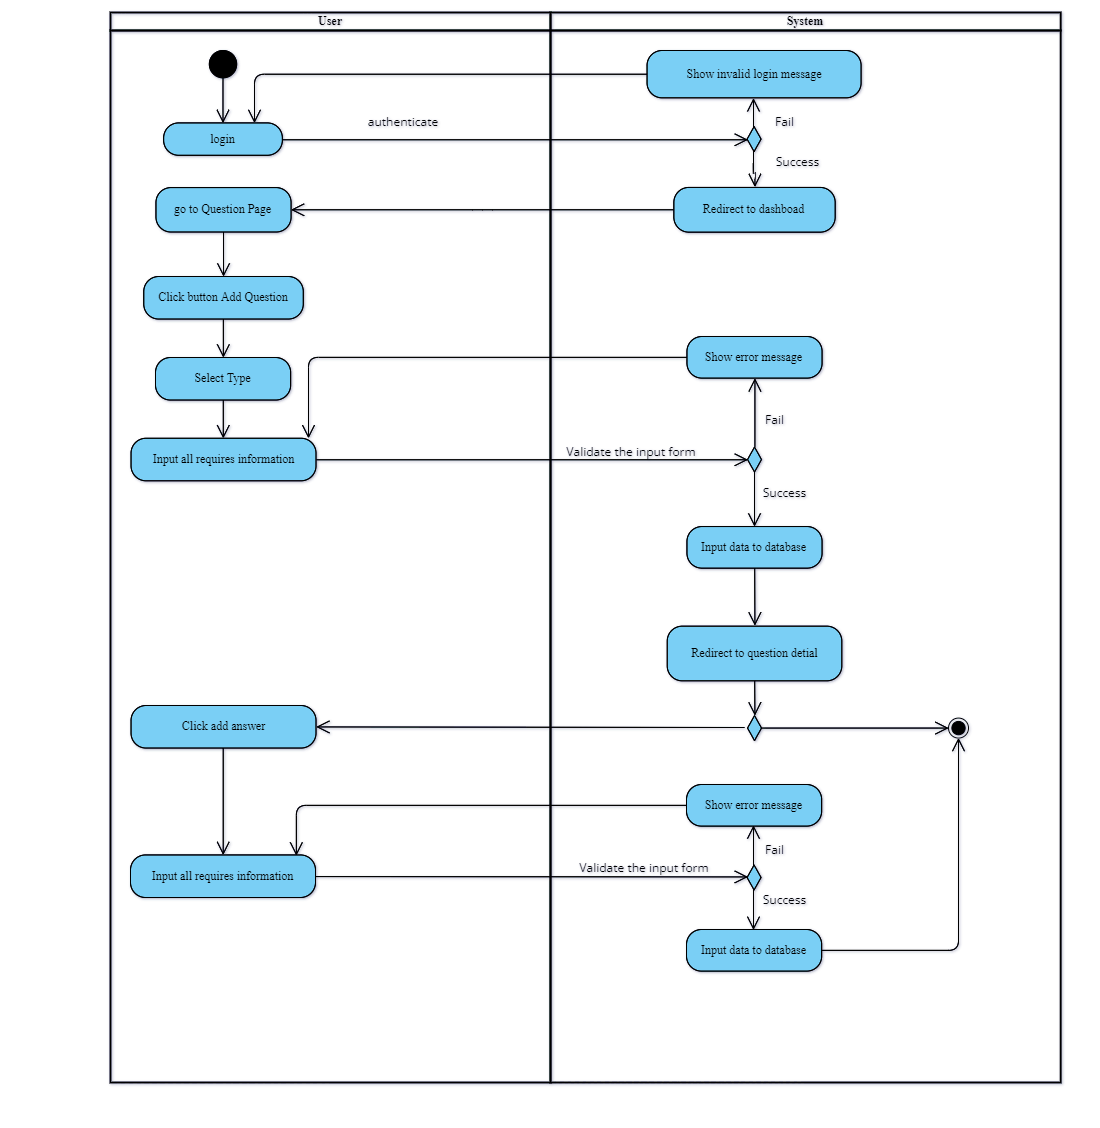 User
System
Show invalid login message
authenticate
Fail
login
Success
go to Question Page
Redirect to dashboad
Click button Add Question
Show error message
Select Type
Fail
Validate the input form
Input all requires information
Success
Input data to database
Redirect to question detial
Click add answer
Show error message
Fail
Validate the input form
Input all requires information
Success
Input data to database